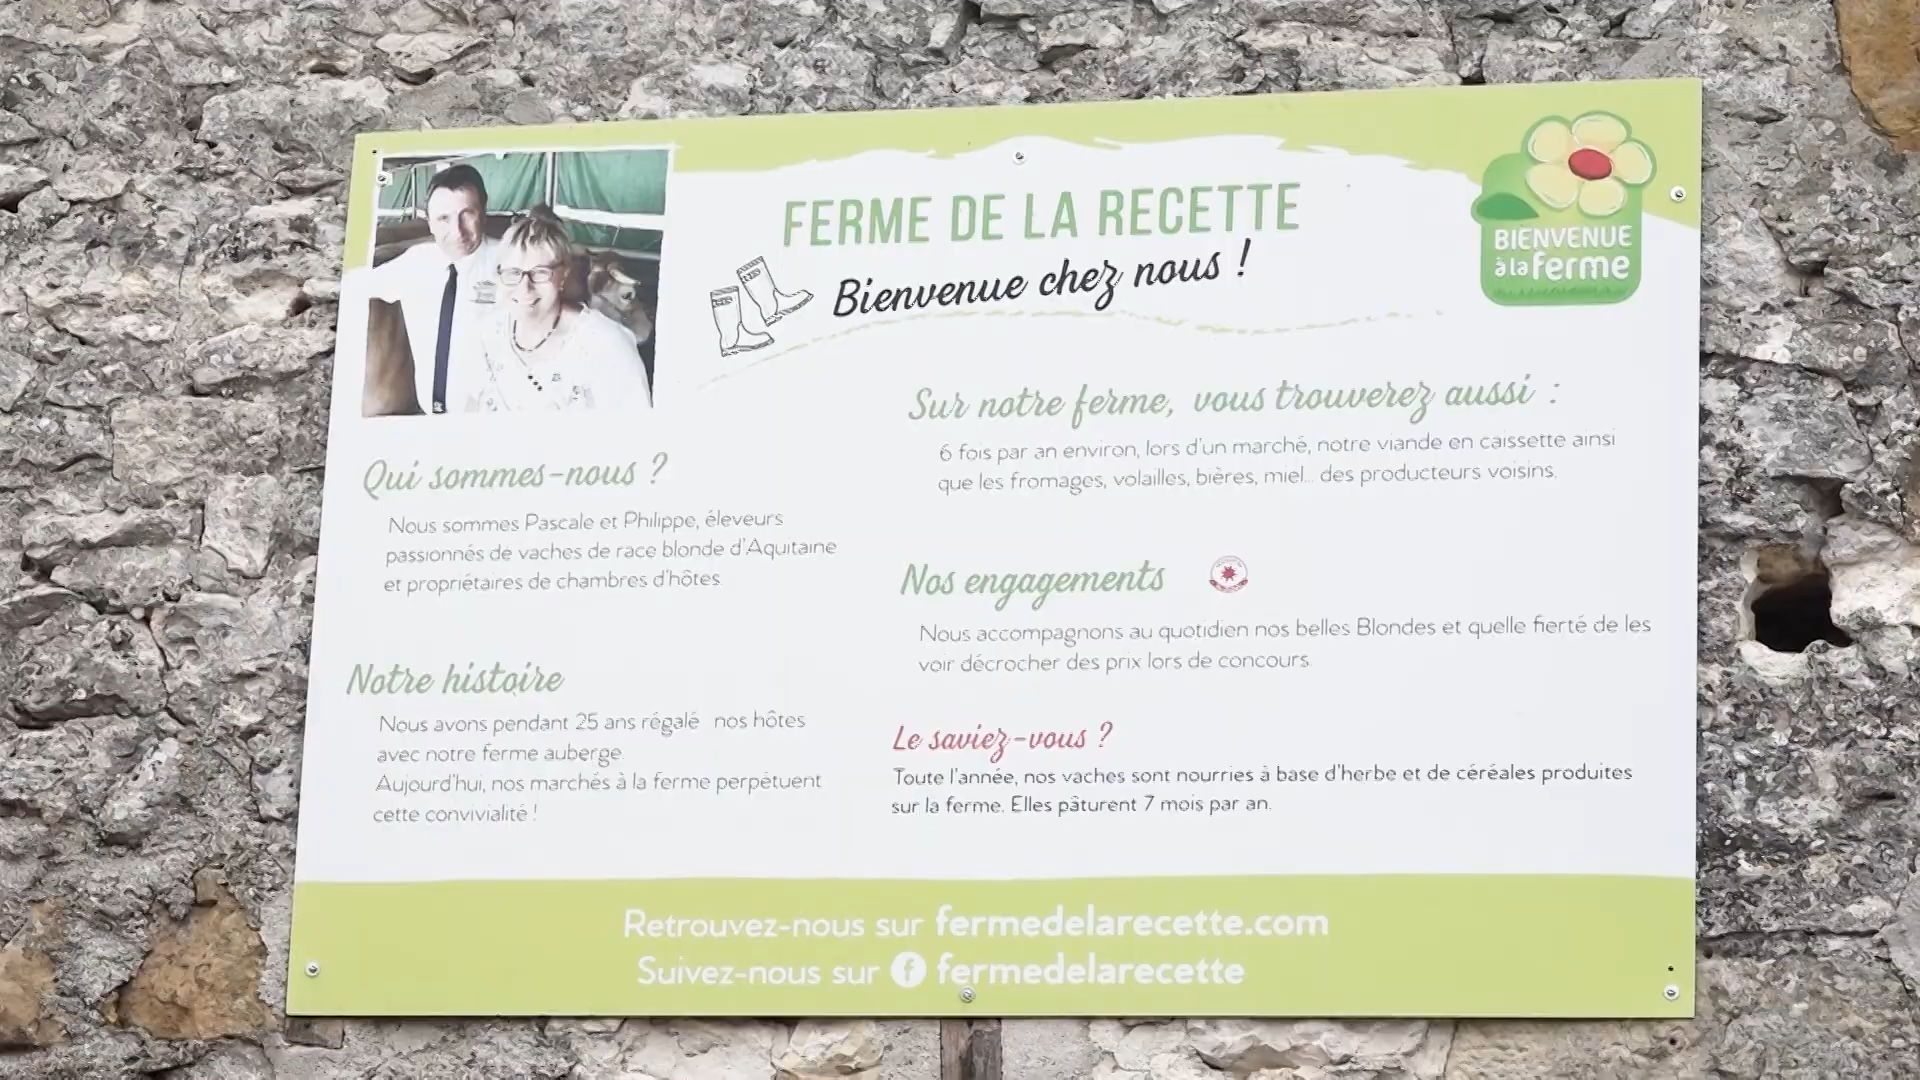 FERME DE LA RECETTE
Bienvenue chez nous !
BIENVENUE
à la ferme
Qui sommes-nous ?
Nous sommes Pascale et Philippe, éleveurs
passionnés de vaches de race blonde d'Aquitaine
et propriétaires de chambres d'hôtes.
Notre histoire
Nous avons pendant 25 ans régalé nos hôtes
avec notre ferme auberge
Aujourd'hui, nos marchés à la ferme perpétuent
cette convivialité !
Sur notre ferme, vous trouverez aussi :
6 fois par an environ, lors d'un marché, notre viande en caissette ainsi
que les fromages, volailles, bières, miel... des producteurs voisins.
Nos engagements
Nous accompagnons au quotidien nos belles Blondes et quelle fierté de les
voir décrocher des prix lors de concours.
Le saviez-vous ?
Toute l'année, nos vaches sont nourries à base d'herbe et de céréales produites
sur la ferme. Elles pâturent 7 mois par an.
Retrouvez-nous sur fermedelarecette.com
Suivez-nous sur f fermedelarecette